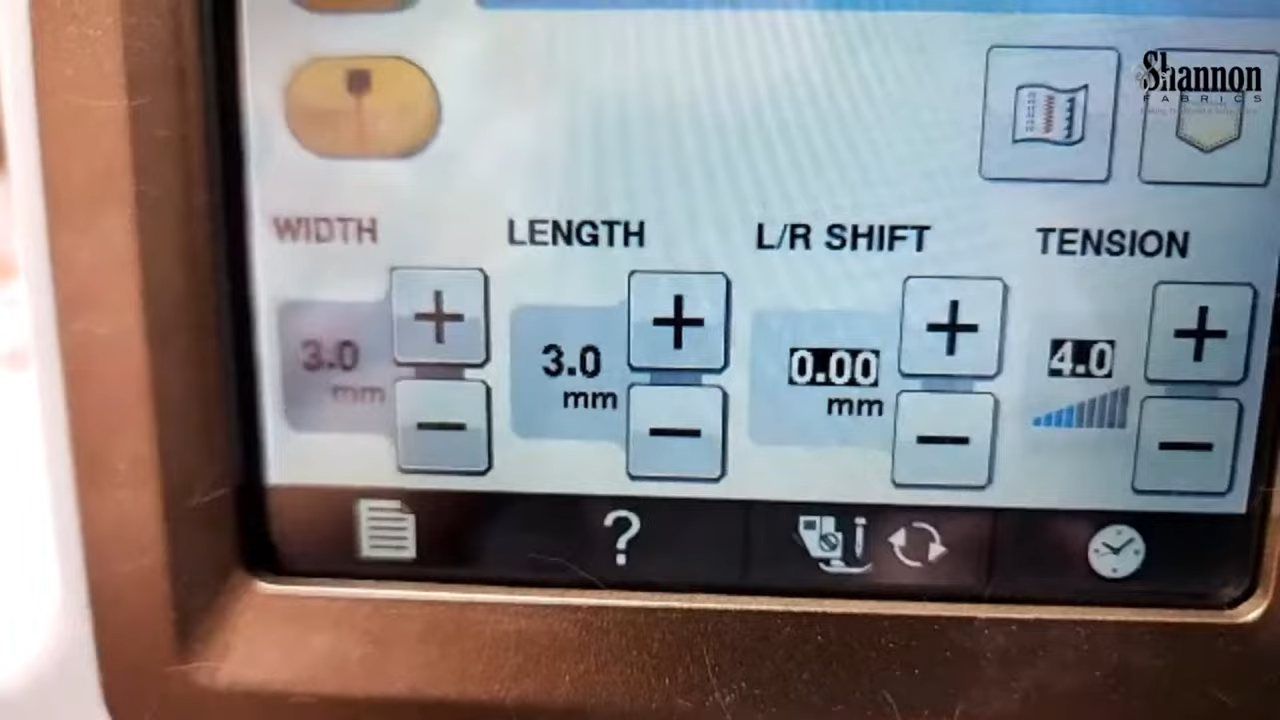 Shannon
FABRICS
WIDTH
LENGTH
L/R SHIFT
TENSION
+
+
+
+
3.0
mm
3.0
mm
0.00
mm
4.0
−
−
−
−
?